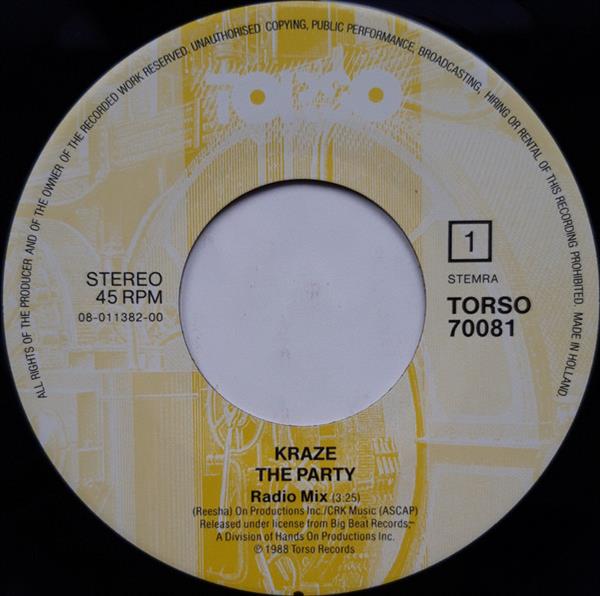 ALL RIGHTS OF THE PRODUCER AND OF THE OWNER OF THE RECORDED WORK RESERVED. UNAUTHORISED COPYING, PUBLIC PERFORMANCE, BROADCASTING, HIRING OR RENTAL OF THIS RECORDING PROHIBITED. MADE IN HOLLAND.
TORSO
STEREO
45 RPM
08-011382-00
1
STEMRA
TORSO
70081
KRAZE
THE PARTY
Radio Mix (3:25)
(Reesha) On Productions Inc./CRK Music (ASCAP)
Released under license from Big Beat Records,
A Division of Hands On Productions Inc.
℗ 1988 Torso Records